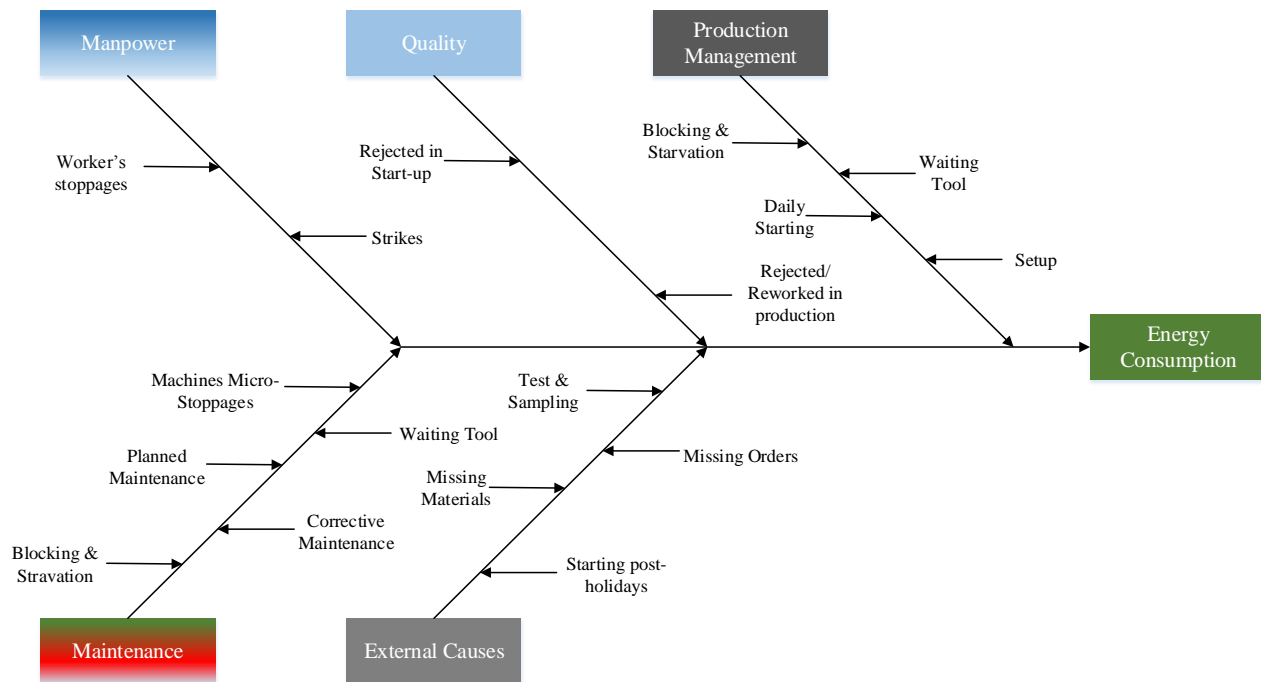 Manpower
Quality
Production
Management
Blocking &
Starvation
Worker's
stoppages
Rejected in
Start-up
Waiting
Tool
Daily
Starting
Strikes
Setup
Rejected/
Reworked in
production
Energy
Consumption
Machines Micro-
Stoppages
Test &
Sampling
Waiting Tool
Missing Orders
Planned
Maintenance
Missing
Materials
Corrective
Maintenance
Blocking &
Stravation
Starting post-
holidays
Maintenance
External Causes